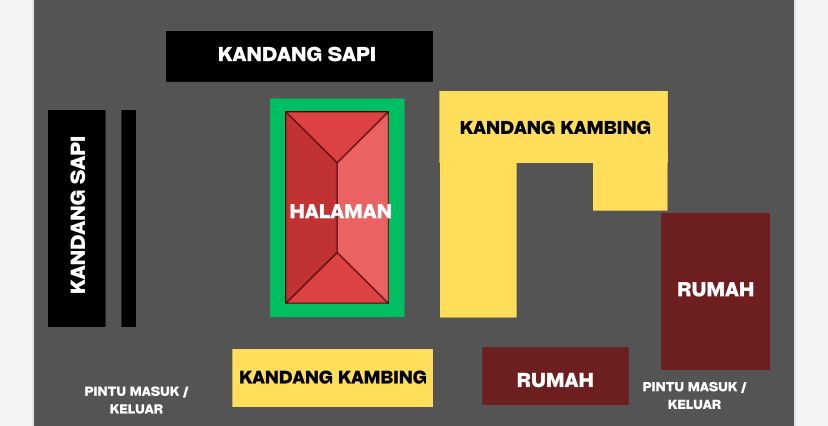 KANDANG SAPI
KANDANG KAMBING
KANDANG SAPI
HALAMAN
RUMAH
KANDANG KAMBING
RUMAH
PINTU MASUK /
KELUAR
PINTU MASUK /
KELUAR